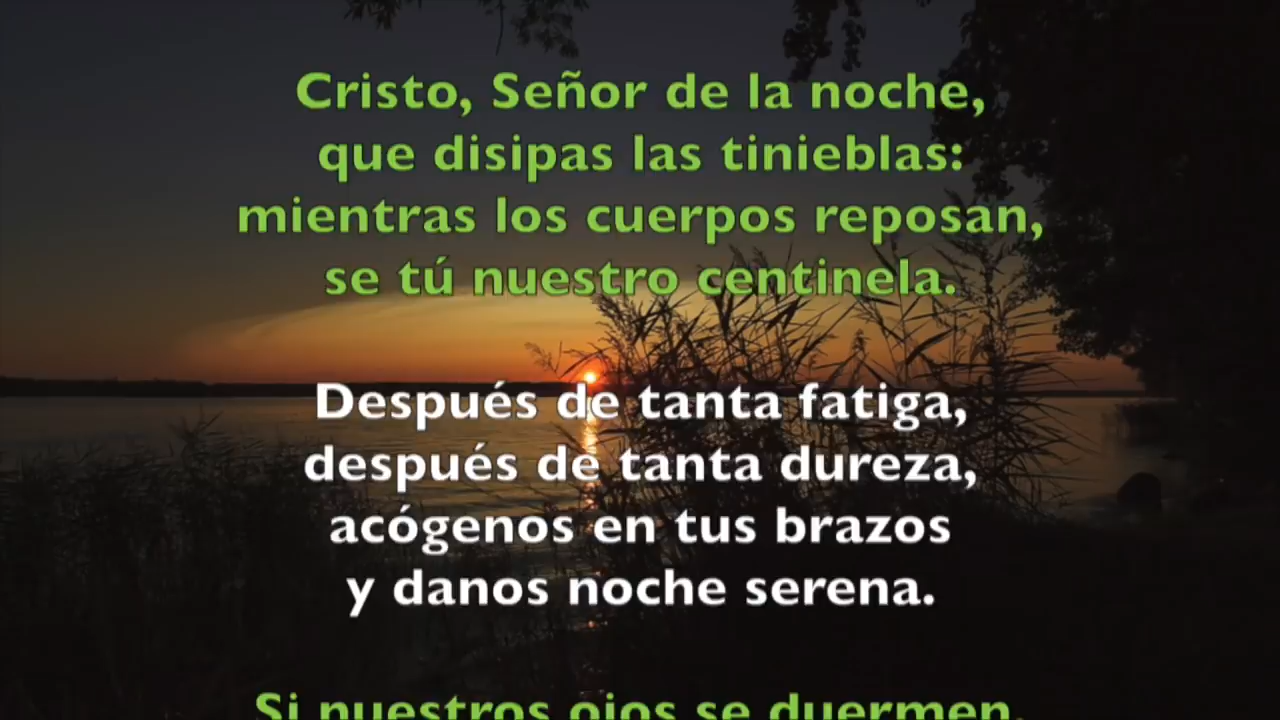 Cristo, Señor de la noche,
que disipas las tinieblas:
mientras los cuerpos reposan,
se tú nuestro centinela.
Después de tanta fatiga,
después de tanta dureza,
acógenos en tus brazos
y danos noche serena.
Si nuestros ojos se duermen,